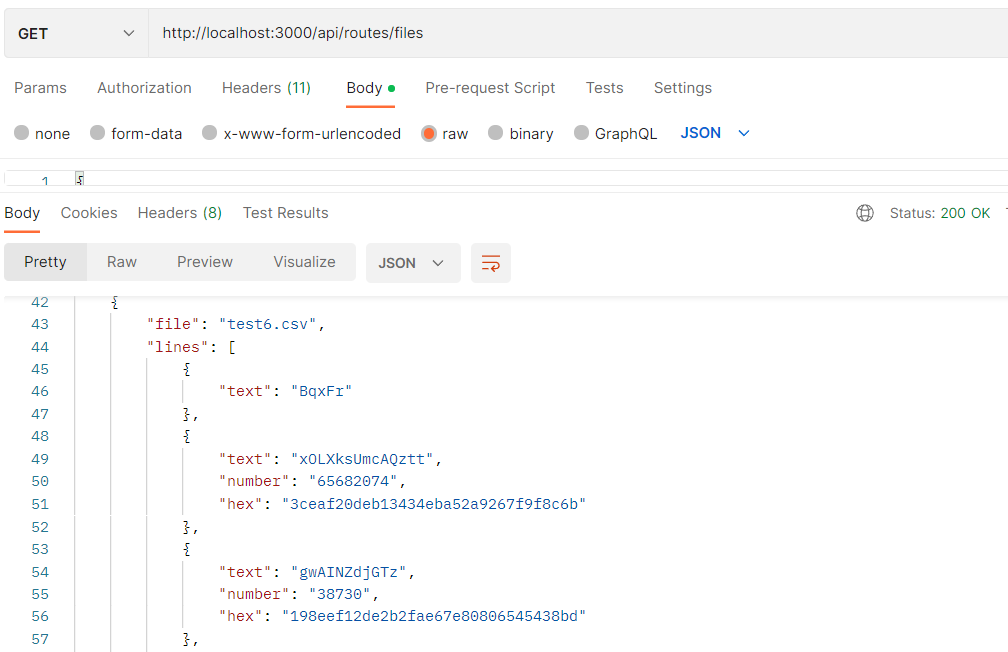 GET http://localhost:3000/api/routes/files
Params Authorization Headers (11) Body Pre-request Script Tests Settings
none form-data x-www-form-urlencoded raw binary GraphQL JSON
1 {
Body Cookies Headers (8) Test Results Status: 200 OK
Pretty Raw Preview Visualize JSON
42 {
43 "file": "test6.csv",
44 "lines": [
45 {
46 "text": "BqxFr"
47 },
48 {
49 "text": "xOLXksUmcAQztt",
50 "number": "65682074",
51 "hex": "3ceaf20deb13434eba52a9267f9f8c6b"
52 },
53 {
54 "text": "gwAINZdjGTz",
55 "number": "38730",
56 "hex": "198eef12de2b2fae67e80806545438bd"
57 },